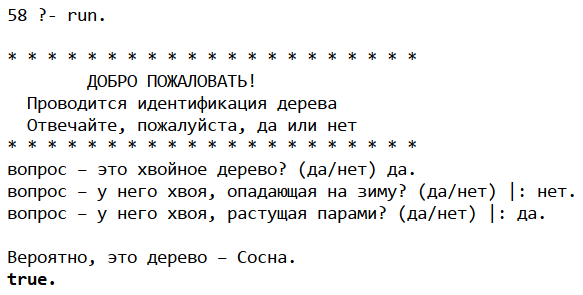 58 ?- run.
* * * * * * * * * * * * * * * * * * * * *
ДОБРО ПОЖАЛОВАТЬ!
Проводится идентификация дерева
Отвечайте, пожалуйста, да или нет
* * * * * * * * * * * * * * * * * * * * *
вопрос – это хвойное дерево? (да/нет) да.
вопрос – у него хвоя, опадающая на зиму? (да/нет) |: нет.
вопрос – у него хвоя, растущая парами? (да/нет) |: да.
Вероятно, это дерево – Сосна.
true.